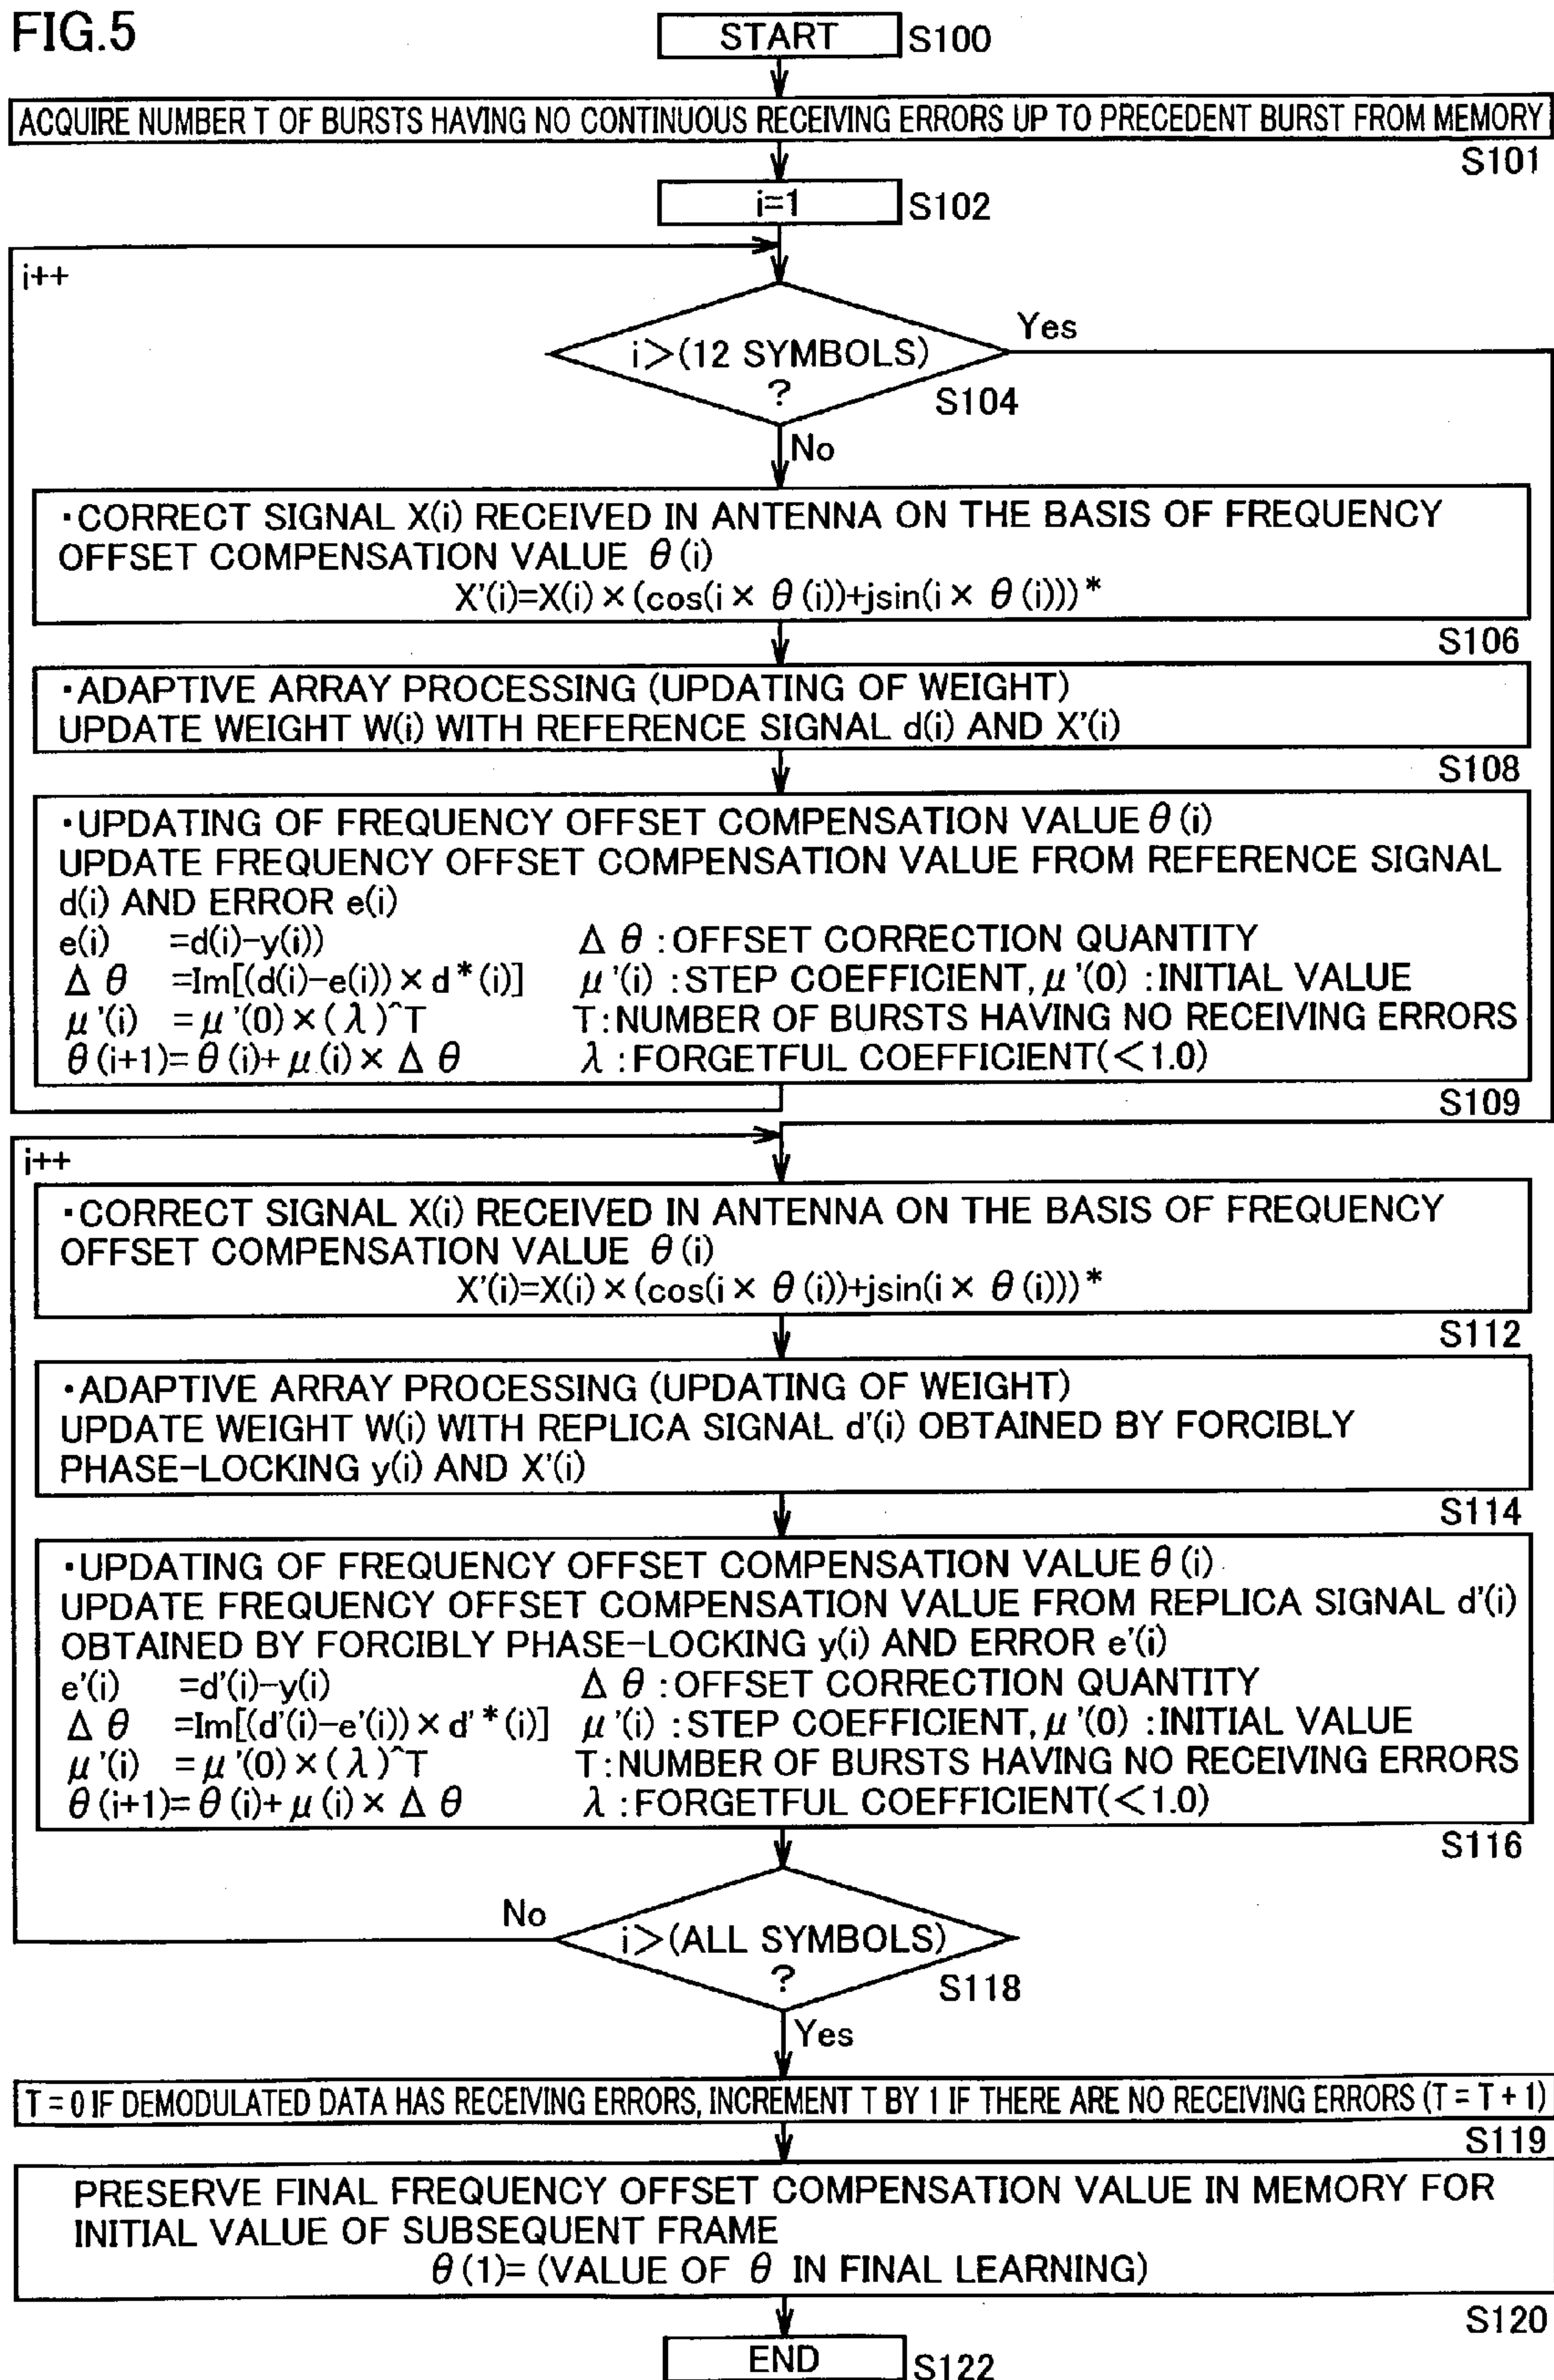 FIG.5
START S100
ACQUIRE NUMBER T OF BURSTS HAVING NO CONTINUOUS RECEIVING ERRORS UP TO PRECEDENT BURST FROM MEMORY
S101
i=1 S102
i++
Yes
i>(12 SYMBOLS)
?
S104
No
・CORRECT SIGNAL X(i) RECEIVED IN ANTENNA ON THE BASIS OF FREQUENCY
OFFSET COMPENSATION VALUE θ(i)
X'(i)=X(i)×(cos(i×θ(i))+jsin(i×θ(i)))*
S106
・ADAPTIVE ARRAY PROCESSING (UPDATING OF WEIGHT)
UPDATE WEIGHT W(i) WITH REFERENCE SIGNAL d(i) AND X'(i)
S108
・UPDATING OF FREQUENCY OFFSET COMPENSATION VALUE θ(i)
UPDATE FREQUENCY OFFSET COMPENSATION VALUE FROM REFERENCE SIGNAL
d(i) AND ERROR e(i)
e(i) =d(i)-y(i)) Δθ:OFFSET CORRECTION QUANTITY
Δθ =Im[(d(i)-e(i))×d*(i)] μ'(i) :STEP COEFFICIENT, μ'(0) :INITIAL VALUE
μ'(i) =μ'(0)×(λ)^T T:NUMBER OF BURSTS HAVING NO RECEIVING ERRORS
θ(i+1)=θ(i)+μ(i)×Δθ λ:FORGETFUL COEFFICIENT(<1.0)
S109
i++
・CORRECT SIGNAL X(i) RECEIVED IN ANTENNA ON THE BASIS OF FREQUENCY
OFFSET COMPENSATION VALUE θ(i)
X'(i)=X(i)×(cos(i×θ(i))+jsin(i×θ(i)))*
S112
・ADAPTIVE ARRAY PROCESSING (UPDATING OF WEIGHT)
UPDATE WEIGHT W(i) WITH REPLICA SIGNAL d'(i) OBTAINED BY FORCIBLY
PHASE-LOCKING y(i) AND X'(i)
S114
・UPDATING OF FREQUENCY OFFSET COMPENSATION VALUE θ(i)
UPDATE FREQUENCY OFFSET COMPENSATION VALUE FROM REPLICA SIGNAL d'(i)
OBTAINED BY FORCIBLY PHASE-LOCKING y(i) AND ERROR e'(i)
e'(i) =d'(i)-y(i) Δθ:OFFSET CORRECTION QUANTITY
Δθ =Im[(d'(i)-e'(i))×d'*(i)] μ'(i) :STEP COEFFICIENT, μ'(0) :INITIAL VALUE
μ'(i) =μ'(0)×(λ)^T T:NUMBER OF BURSTS HAVING NO RECEIVING ERRORS
θ(i+1)=θ(i)+μ(i)×Δθ λ:FORGETFUL COEFFICIENT(<1.0)
S116
No
i>(ALL SYMBOLS)
?
S118
Yes
T = 0 IF DEMODULATED DATA HAS RECEIVING ERRORS, INCREMENT T BY 1 IF THERE ARE NO RECEIVING ERRORS (T = T + 1)
S119
PRESERVE FINAL FREQUENCY OFFSET COMPENSATION VALUE IN MEMORY FOR
INITIAL VALUE OF SUBSEQUENT FRAME
θ(1)= (VALUE OF θ IN FINAL LEARNING)
S120
END S122